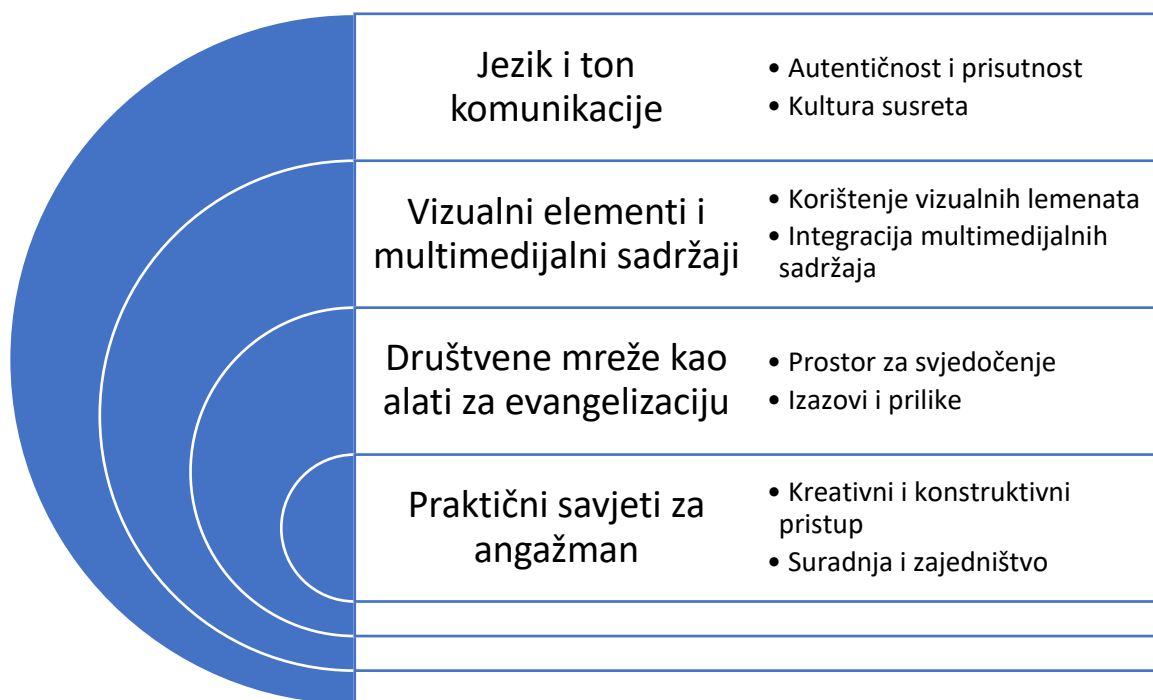 Jezik i ton
komunikacije
• Autentičnost i prisutnost
• Kultura susreta
Vizualni elementi i
multimedijalni sadržaji
• Korištenje vizualnih lemenata
• Integracija multimedijalnih
sadržaja
Društvene mreže kao
alati za evangelizaciju
• Prostor za svjedočenje
• Izazovi i prilike
Praktični savjeti za
angažman
• Kreativni i konstruktivni
pristup
• Suradnja i zajedništvo